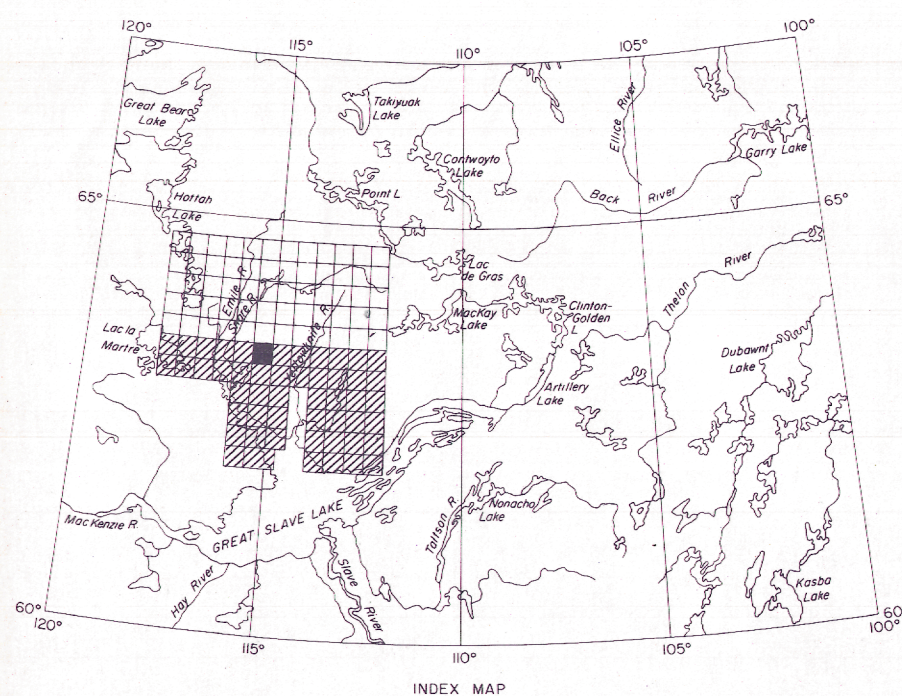 120°
115°
110°
105°
100°
Great Bear
Lake
Takiyuak
Lake
Ellice River
Garry Lake
Contwoyto
Lake
Point L
Back River
65°
65°
Hottah
Lake
Lac
de Gras
Thelon River
Emile R.
Snare R.
Yellowknife R.
MacKay
Lake
Clinton-
Golden
L
Lac la
Martre
Dubawnt
Lake
Artillery
Lake
MacKenzie R.
GREAT SLAVE LAKE
Taltson R.
Nonacho
Lake
Hay River
Slave River
Kasba
Lake
60°
120°
115°
110°
105°
60
100°
INDEX MAP